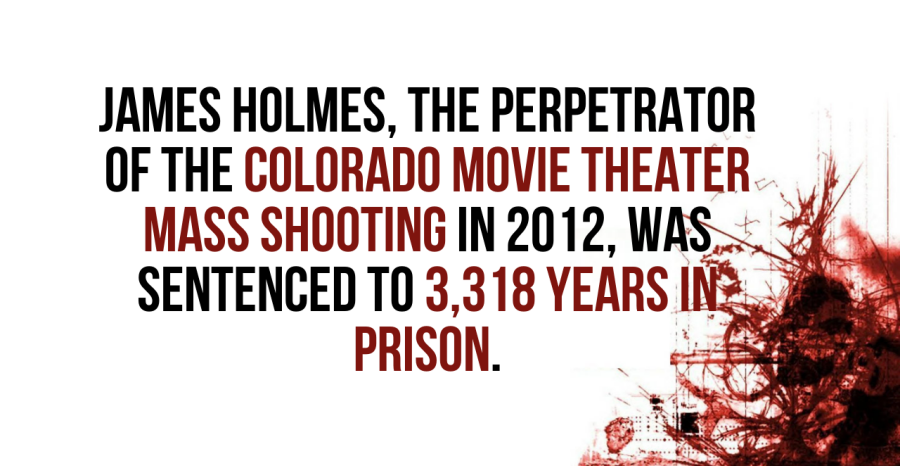 JAMES HOLMES, THE PERPETRATOR
OF THE COLORADO MOVIE THEATER
MASS SHOOTING IN 2012, WAS
SENTENCED TO 3,318 YEARS IN
PRISON.